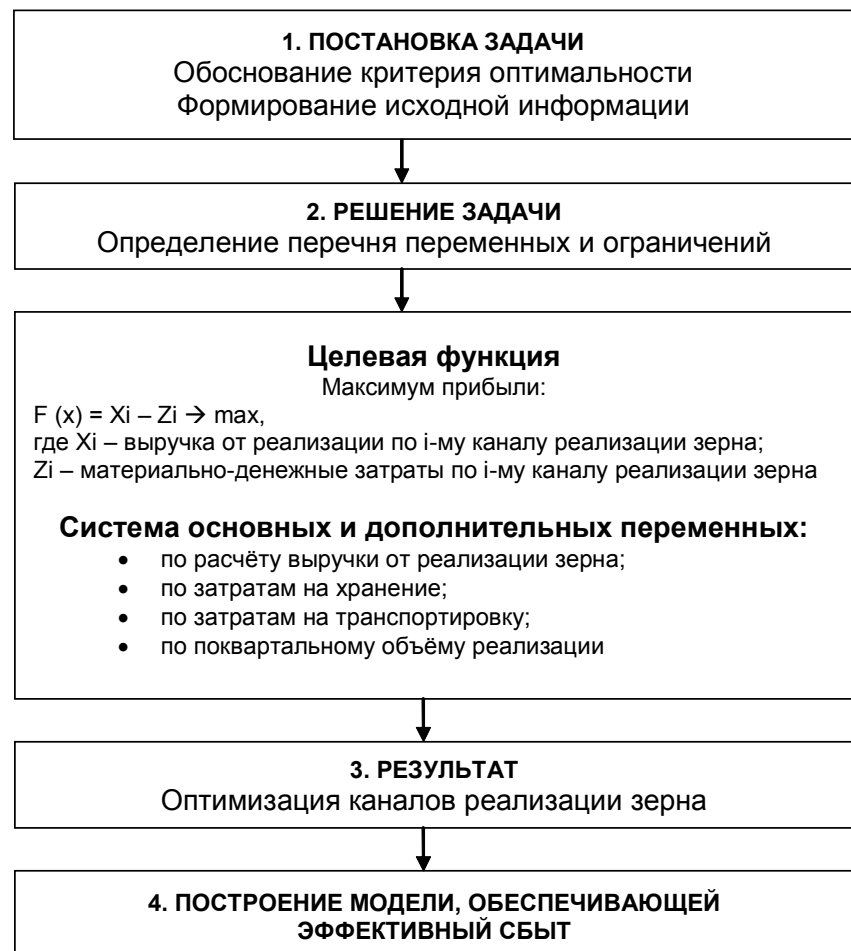 1. ПОСТАНОВКА ЗАДАЧИ
Обоснование критерия оптимальности
Формирование исходной информации
2. РЕШЕНИЕ ЗАДАЧИ
Определение перечня переменных и ограничений
Целевая функция
Максимум прибыли:
F (x) = Xi – Zi → max,
где Xi – выручка от реализации по i-му каналу реализации зерна;
Zi – материально-денежные затраты по i-му каналу реализации зерна
Система основных и дополнительных переменных:
• по расчёту выручки от реализации зерна;
• по затратам на хранение;
• по затратам на транспортировку;
• по поквартальному объёму реализации
3. РЕЗУЛЬТАТ
Оптимизация каналов реализации зерна
4. ПОСТРОЕНИЕ МОДЕЛИ, ОБЕСПЕЧИВАЮЩЕЙ
ЭФФЕКТИВНЫЙ СБЫТ